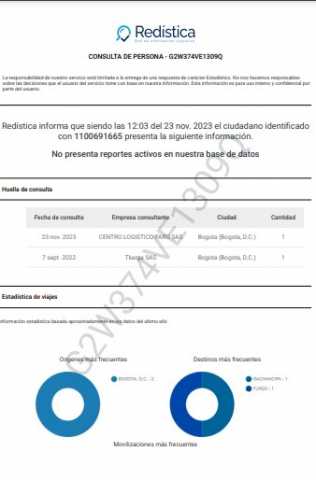 Redística
CONSULTA DE PERSONA - G2W374VE1309Q
La responsabilidad de nuestro servicio está limitada a la entrega de una respuesta de carácter Estadístico. No nos hacemos responsables
sobre las decisiones que el usuario del servicio tome con base en nuestra información. Esta información es para uso interno y confidencial por
parte del usuario.
Redística informa que siendo las 12:03 del 23 nov. 2023 el ciudadano identificado
con 1100691665 presenta la siguiente información.
No presenta reportes activos en nuestra base de datos
Huella de consulta
Fecha de consulta Empresa consultante Ciudad Cantidad
23 nov. 2023 CENTRO LOGISTICO SAS Bogota (Bogota, D.C.) 1
7 sept. 2022 SAS Bogota (Bogota, D.C.) 1
Estadística de viajes
Información estadística basada aproximadamente en los datos del último año
Orígenes más frecuentes Destinos más frecuentes
BOGOTA, D.C. - 2
- 1
FUNZA - 1
Movilizaciones más frecuentes
G2W374VE1309Q